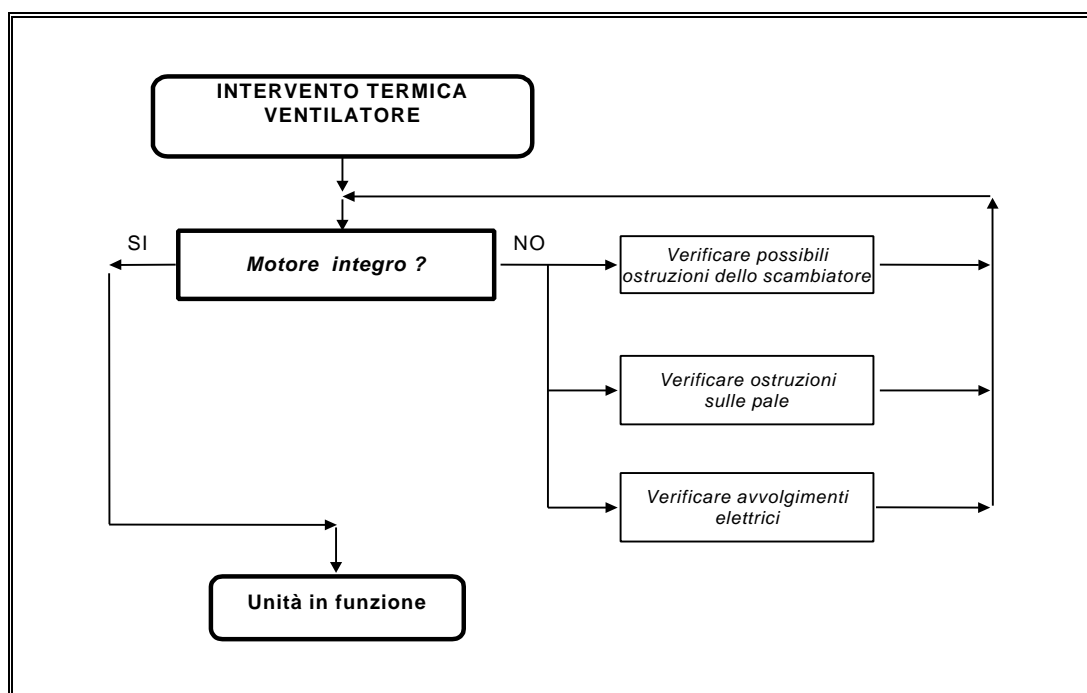 INTERVENTO TERMICA
VENTILATORE
SI
Motore integro ?
NO
Verificare possibili
ostruzioni dello scambiatore
Verificare ostruzioni
sulle pale
Verificare avvolgimenti
elettrici
Unità in funzione